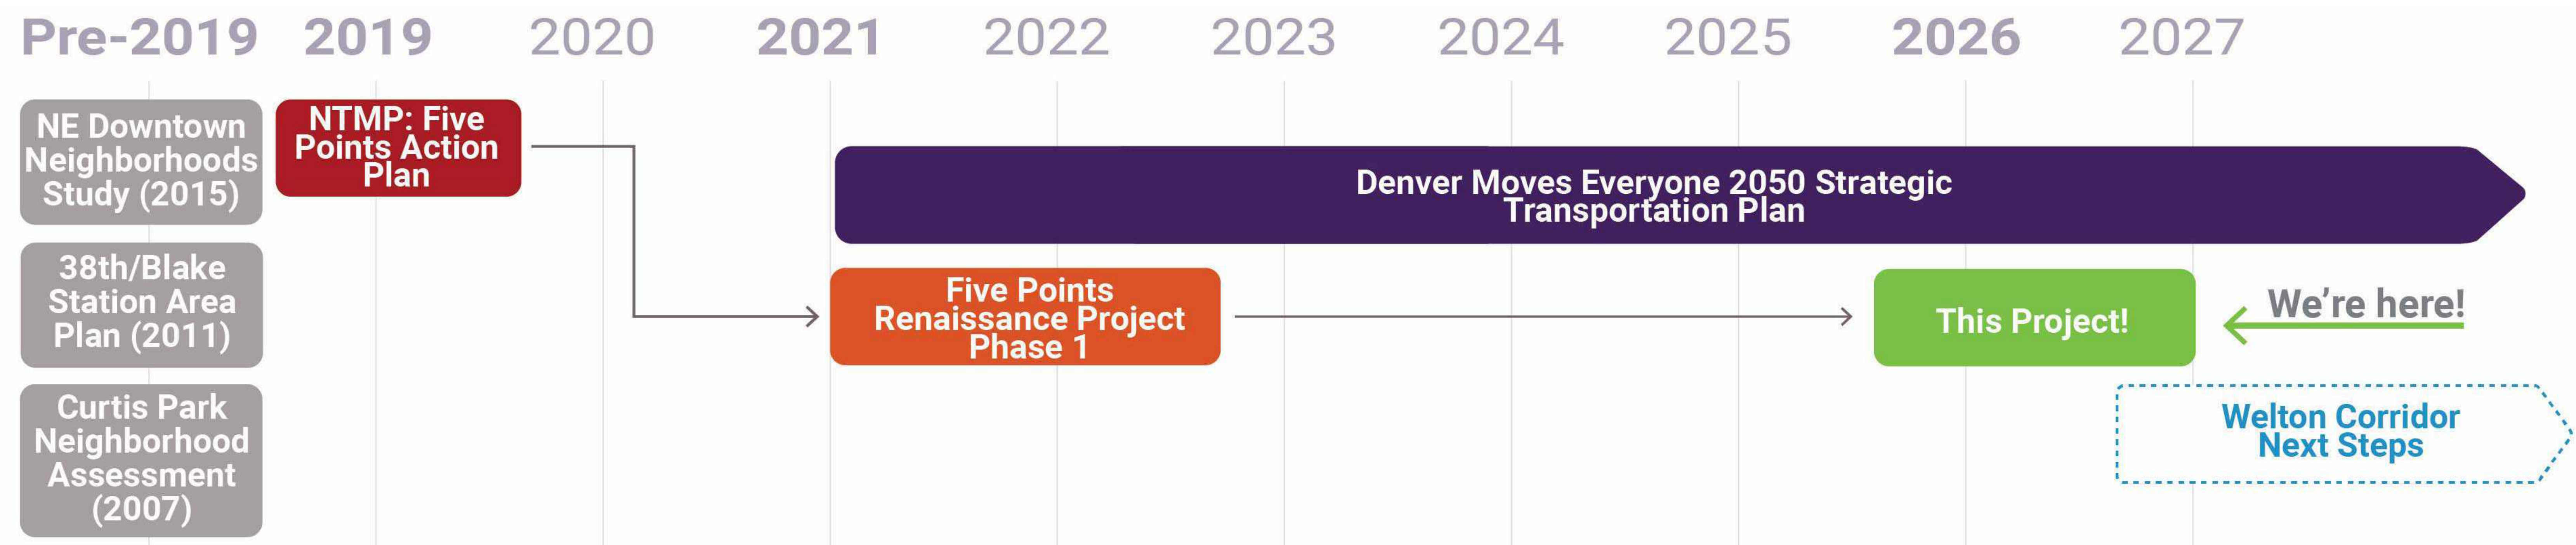 Pre-2019 2019 2020 2021 2022 2023 2024 2025 2026 2027
NE Downtown
Neighborhoods
Study (2015)
38th/Blake
Station Area
Plan (2011)
Curtis Park
Neighborhood
Assessment
(2007)
NTMP: Five
Points Action
Plan
Denver Moves Everyone 2050 Strategic
Transportation Plan
Five Points
Renaissance Project
Phase 1
This Project!
We’re here!
Welton Corridor
Next Steps